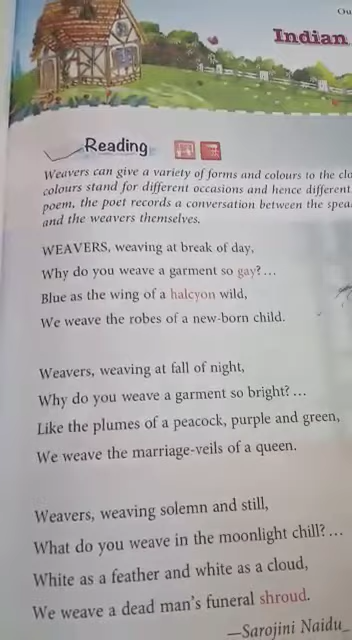 Ou
Indian
Reading
Weavers can give a variety of forms and colours to the clo
colours stand for different occasions and hence different
poem, the poet records a conversation between the spea
and the weavers themselves.
WEAVERS, weaving at break of day,
Why do you weave a garment so gay?...
Blue as the wing of a halcyon wild,
We weave the robes of a new-born child.
Weavers, weaving at fall of night,
Why do you weave a garment so bright?...
Like the plumes of a peacock, purple and green,
We weave the marriage-veils of a queen.
Weavers, weaving solemn and still,
What do you weave in the moonlight chill?...
White as a feather and white as a cloud,
We weave a dead man's funeral shroud.
—Sarojini Naidu